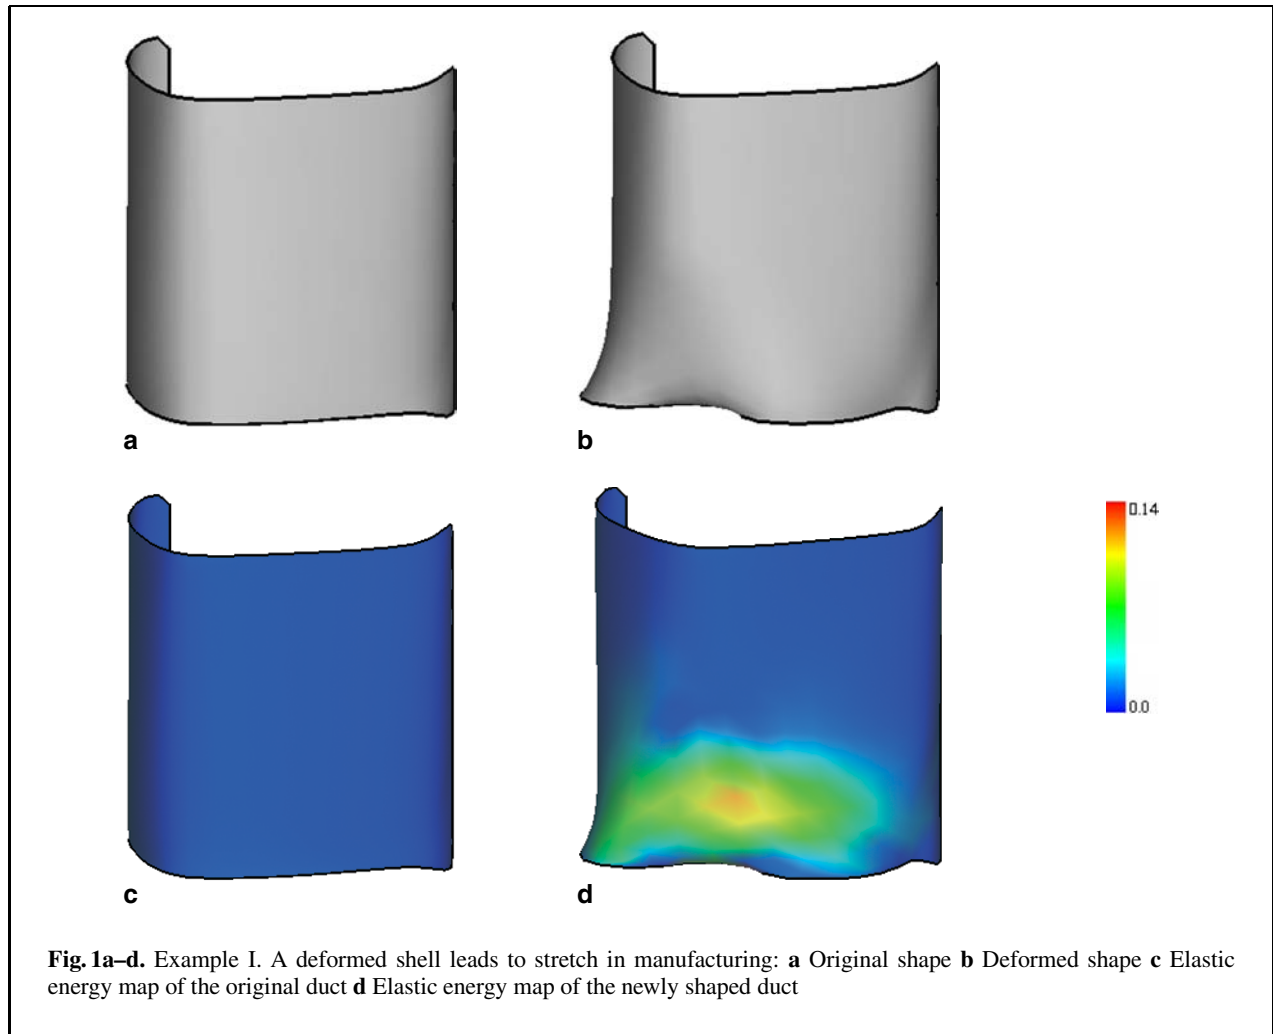 a
b
0.14
0.0
c
d
Fig. 1a–d. Example I. A deformed shell leads to stretch in manufacturing: a Original shape b Deformed shape c Elastic
energy map of the original duct d Elastic energy map of the newly shaped duct